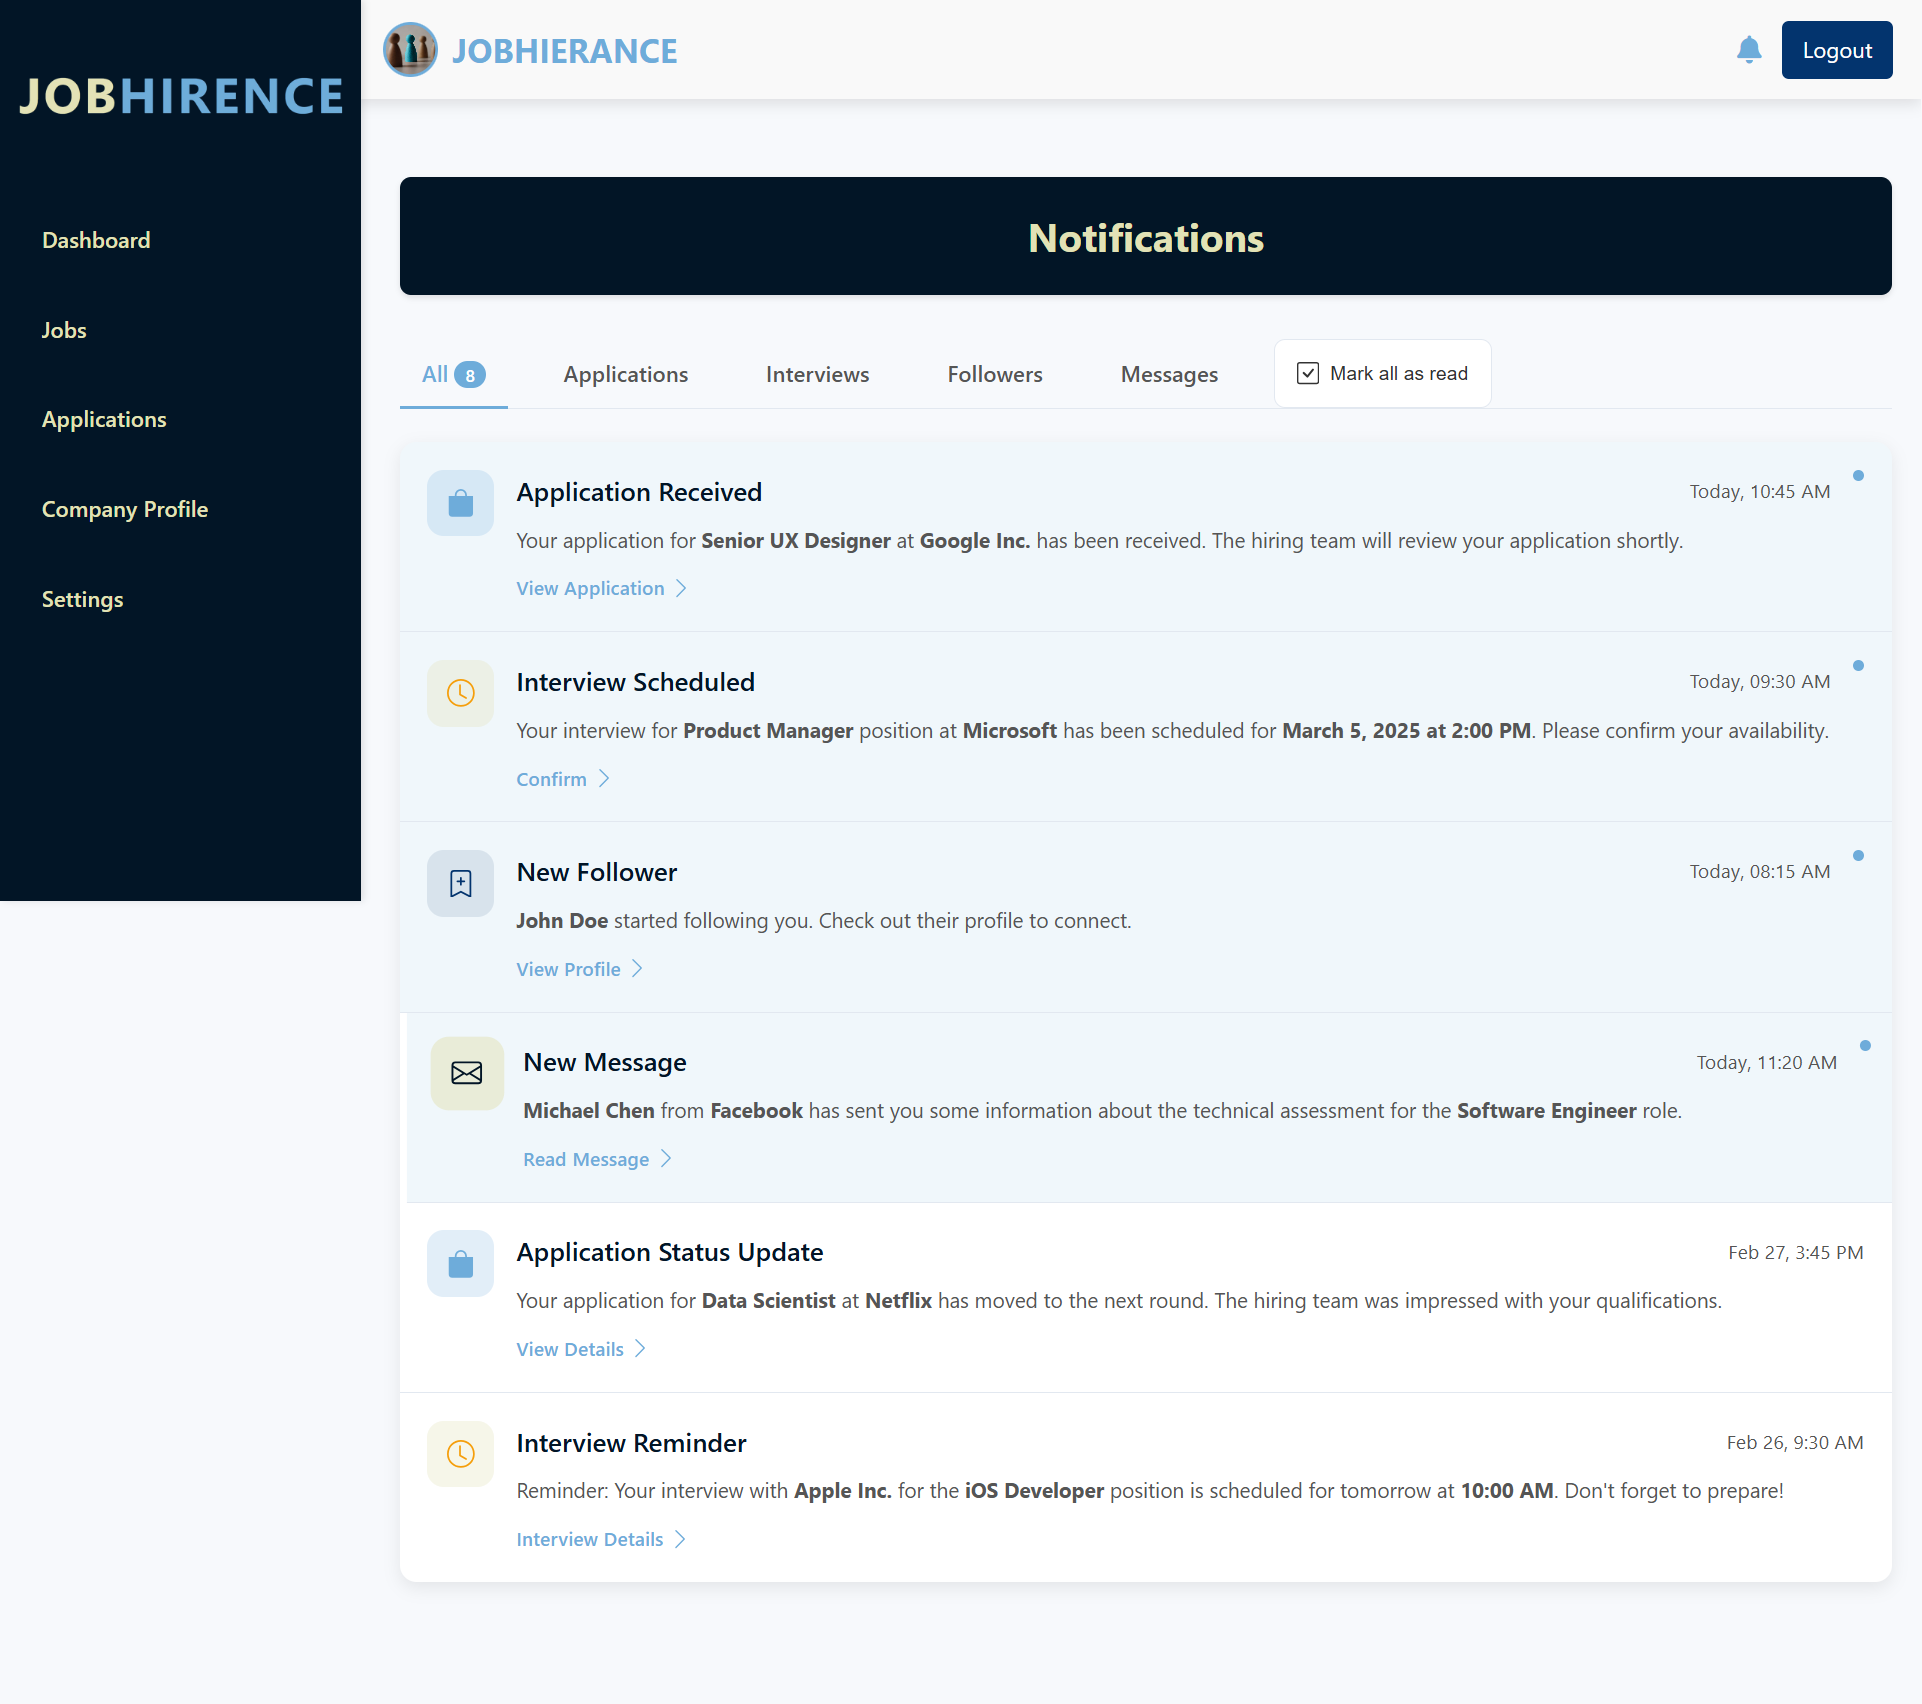 JOBHIRENCE
JOBHIERANCE
Logout
Dashboard
Jobs
Applications
Company Profile
Settings
Notifications
All 8
Applications
Interviews
Followers
Messages
Mark all as read
Application Received
Today, 10:45 AM
Your application for Senior UX Designer at Google Inc. has been received. The hiring team will review your application shortly.
View Application
Interview Scheduled
Today, 09:30 AM
Your interview for Product Manager position at Microsoft has been scheduled for March 5, 2025 at 2:00 PM. Please confirm your availability.
Confirm
New Follower
Today, 08:15 AM
John Doe started following you. Check out their profile to connect.
View Profile
New Message
Today, 11:20 AM
Michael Chen from Facebook has sent you some information about the technical assessment for the Software Engineer role.
Read Message
Application Status Update
Feb 27, 3:45 PM
Your application for Data Scientist at Netflix has moved to the next round. The hiring team was impressed with your qualifications.
View Details
Interview Reminder
Feb 26, 9:30 AM
Reminder: Your interview with Apple Inc. for the iOS Developer position is scheduled for tomorrow at 10:00 AM. Don't forget to prepare!
Interview Details